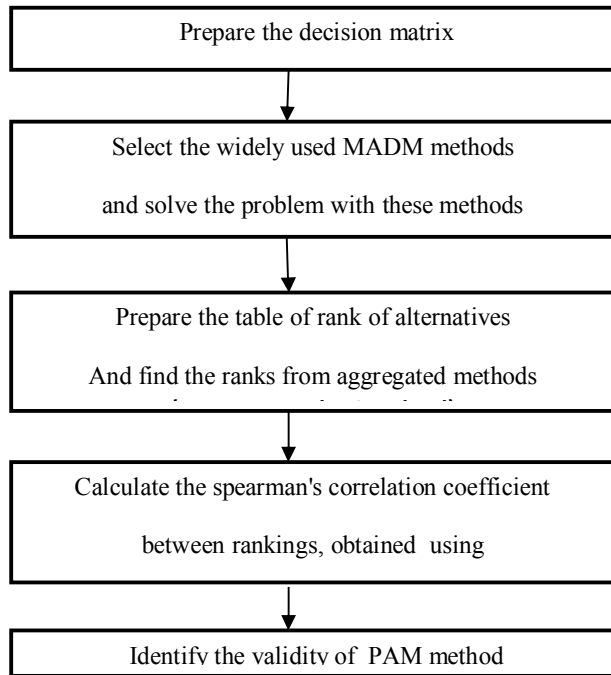 Prepare the decision matrix
Select the widely used MADM methods
and solve the problem with these methods
Prepare the table of rank of alternatives
And find the ranks from aggregated methods
Calculate the spearman's correlation coefficient
between rankings, obtained using
Identify the validity of PAM method